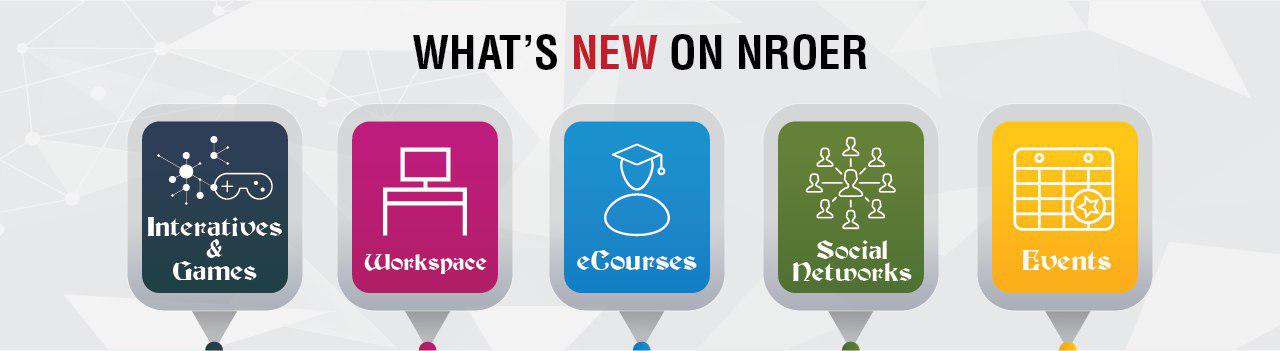 WHAT'S NEW ON NROER
Interatives
&
Games
Workspace
eCourses
Social
Networks
Events